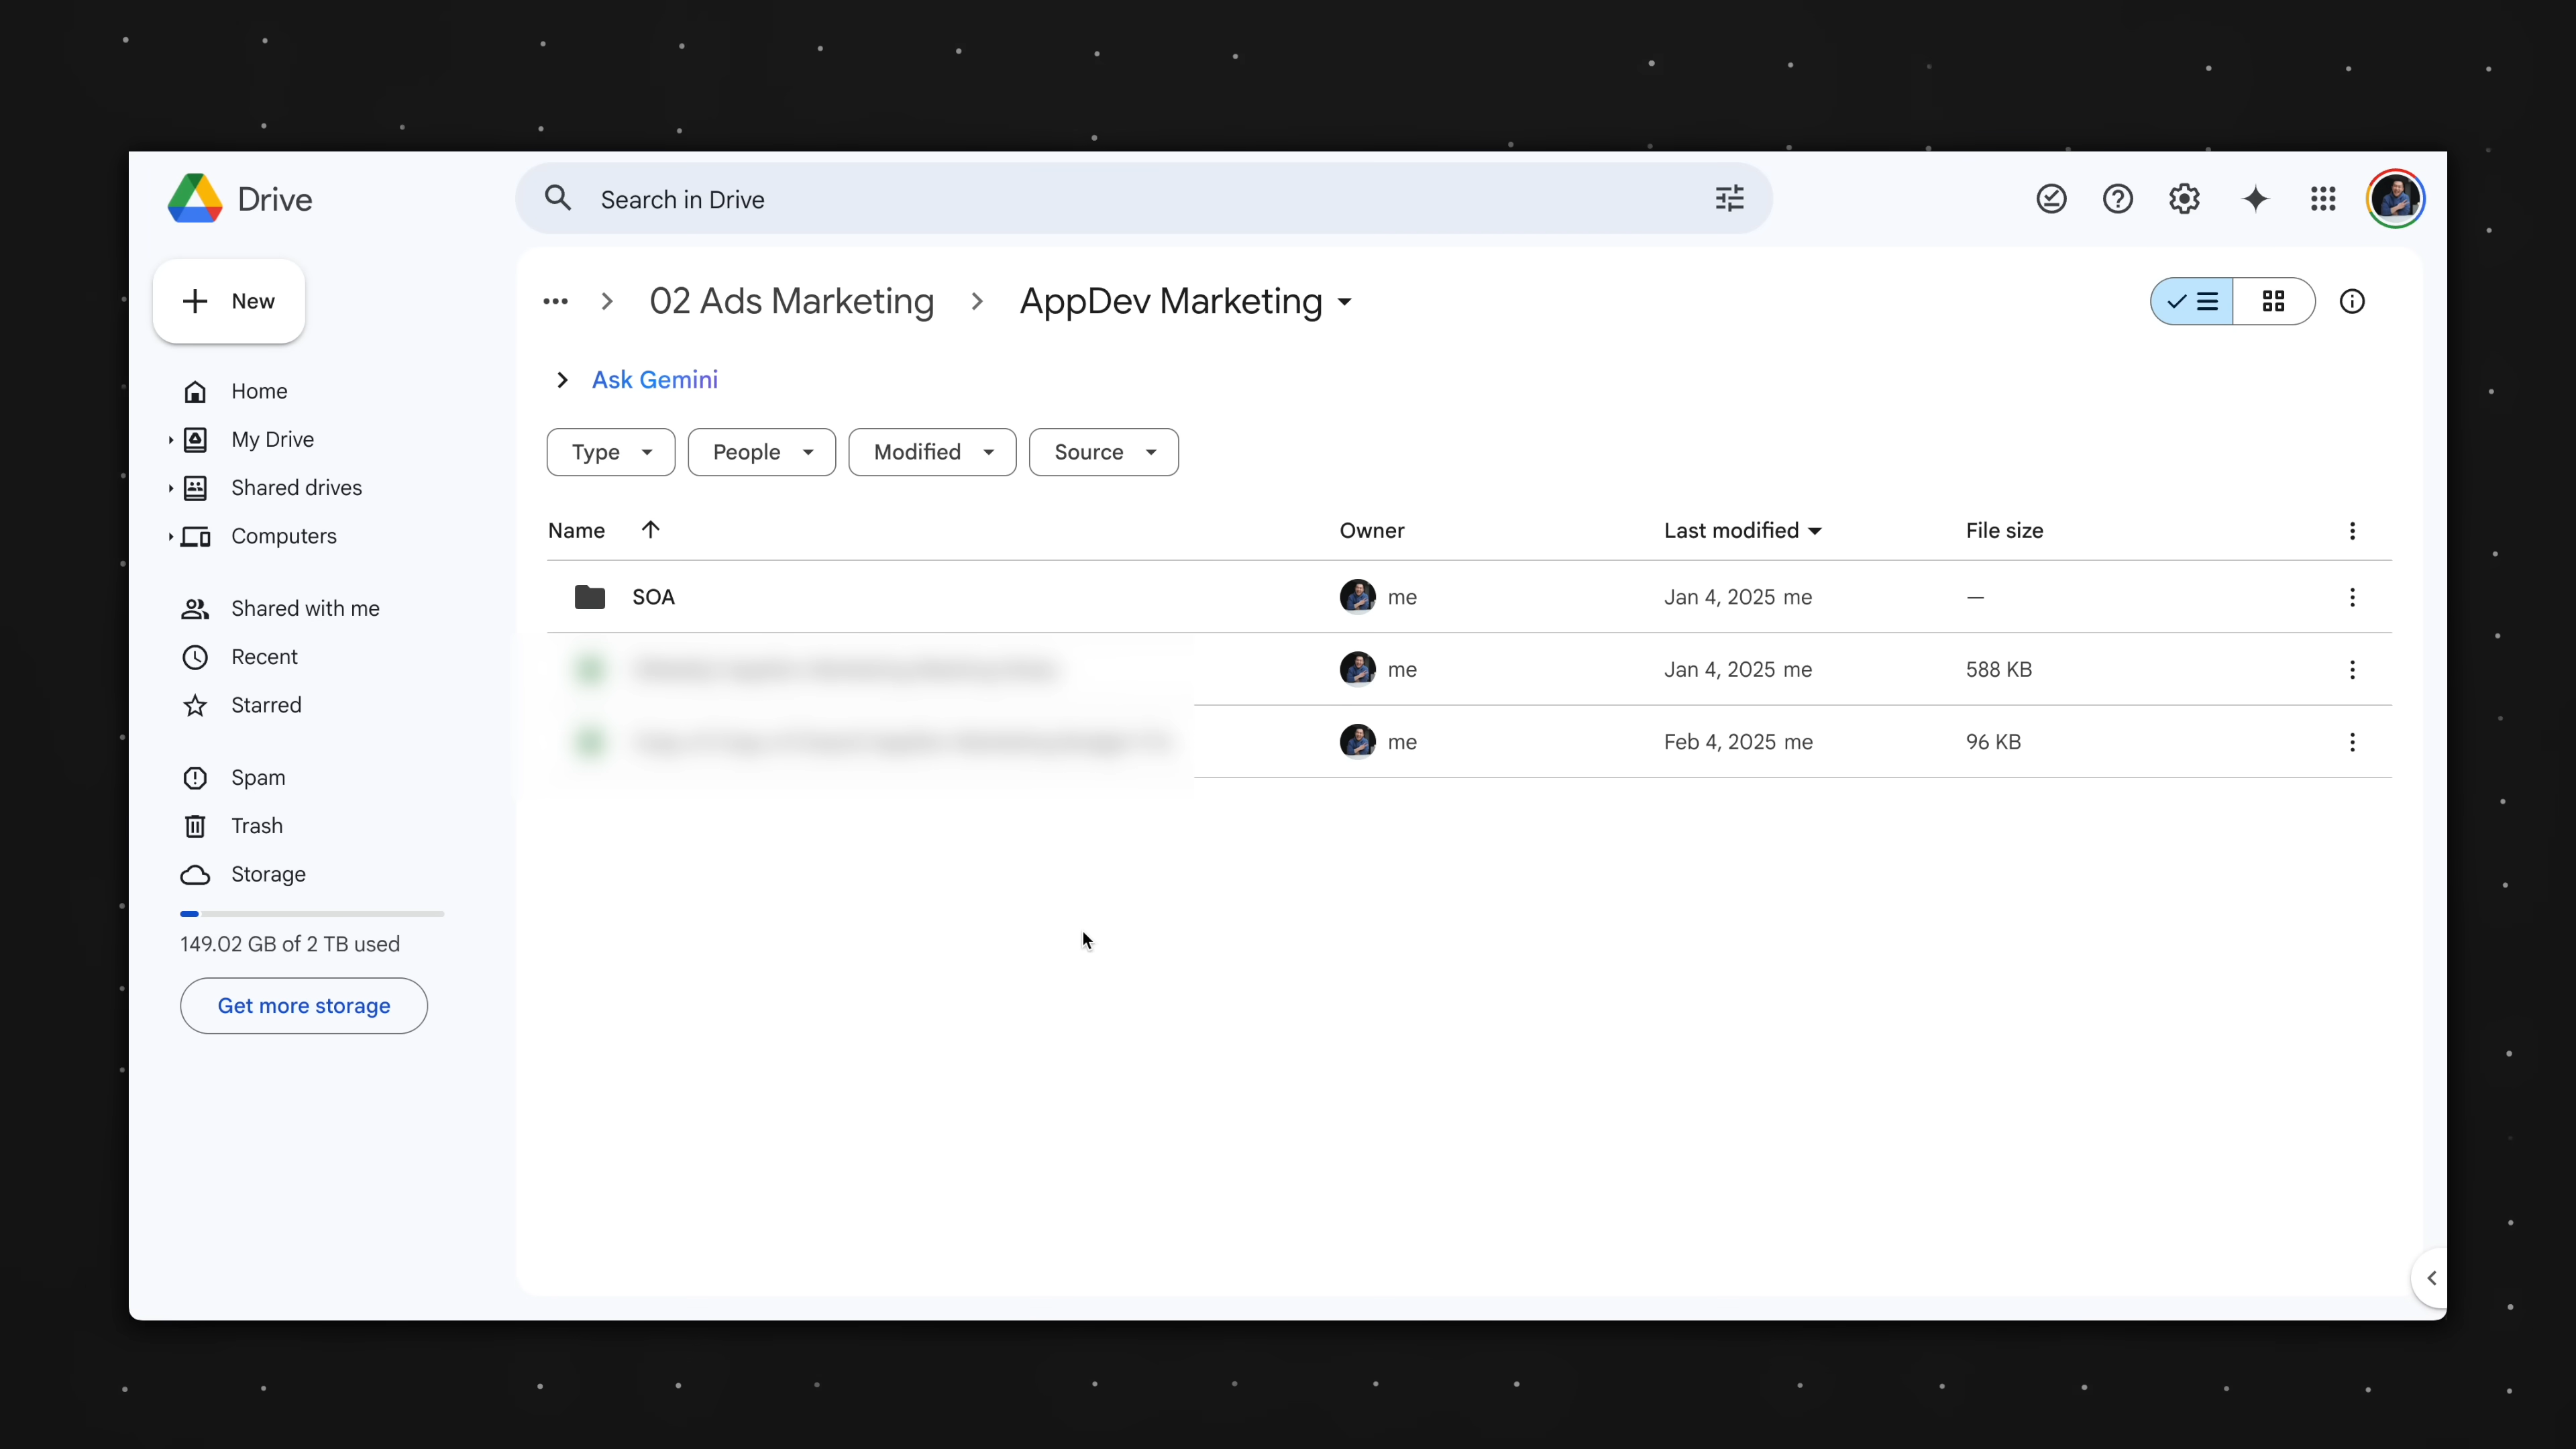 Drive
Search in Drive
New
02 Ads Marketing
AppDev Marketing
Home
My Drive
Shared drives
Computers
Shared with me
Recent
Starred
Spam
Trash
Storage
149.02 GB of 2 TB used
Get more storage
Ask Gemini
Type
People
Modified
Source
Name Owner Last modified File size
SOA me Jan 4, 2025 me —
me Jan 4, 2025 me 588 KB
me Feb 4, 2025 me 96 KB